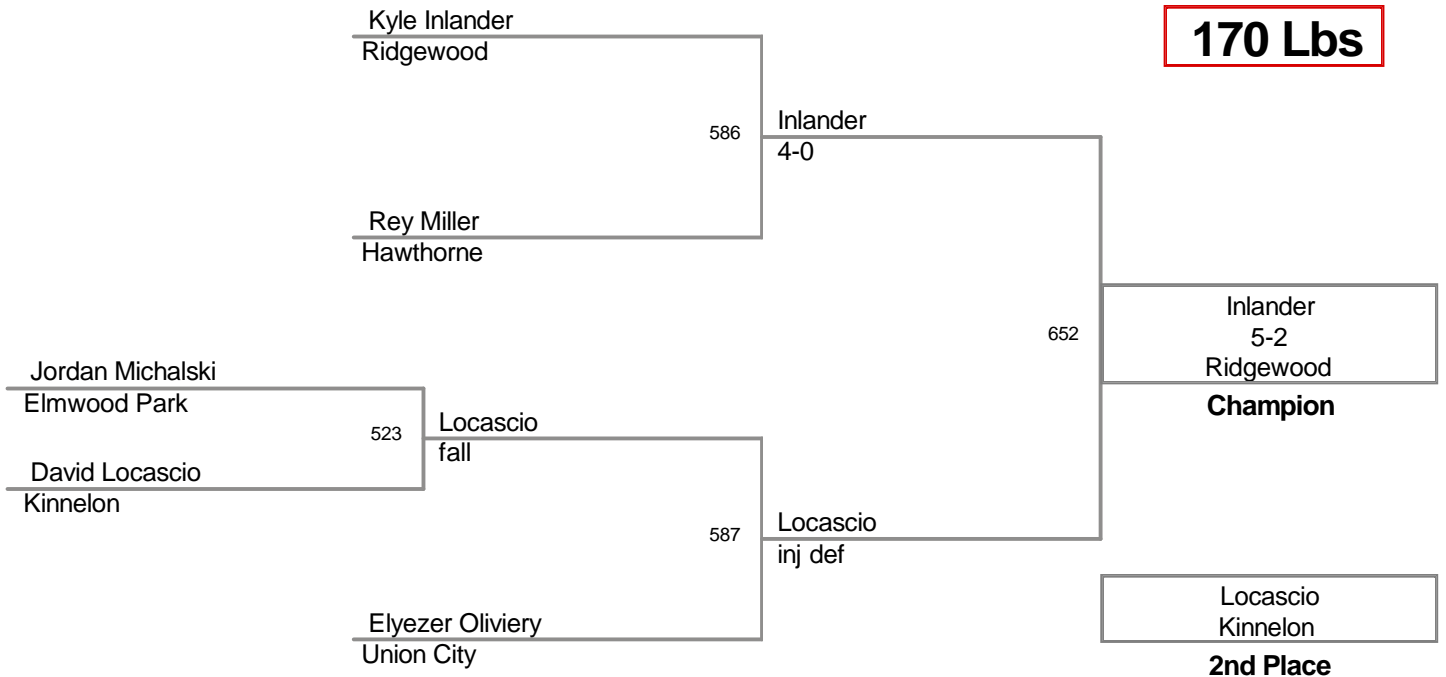 Kyle Inlander
Ridgewood
170 Lbs
586
Inlander
4-0
Rey Miller
Hawthorne
652
Inlander
5-2
Ridgewood
Champion
Jordan Michalski
Elmwood Park
523
Locascio
fall
David Locascio
Kinnelon
587
Locascio
inj def
Elyezer Oliviery
Union City
Locascio
Kinnelon
2nd Place